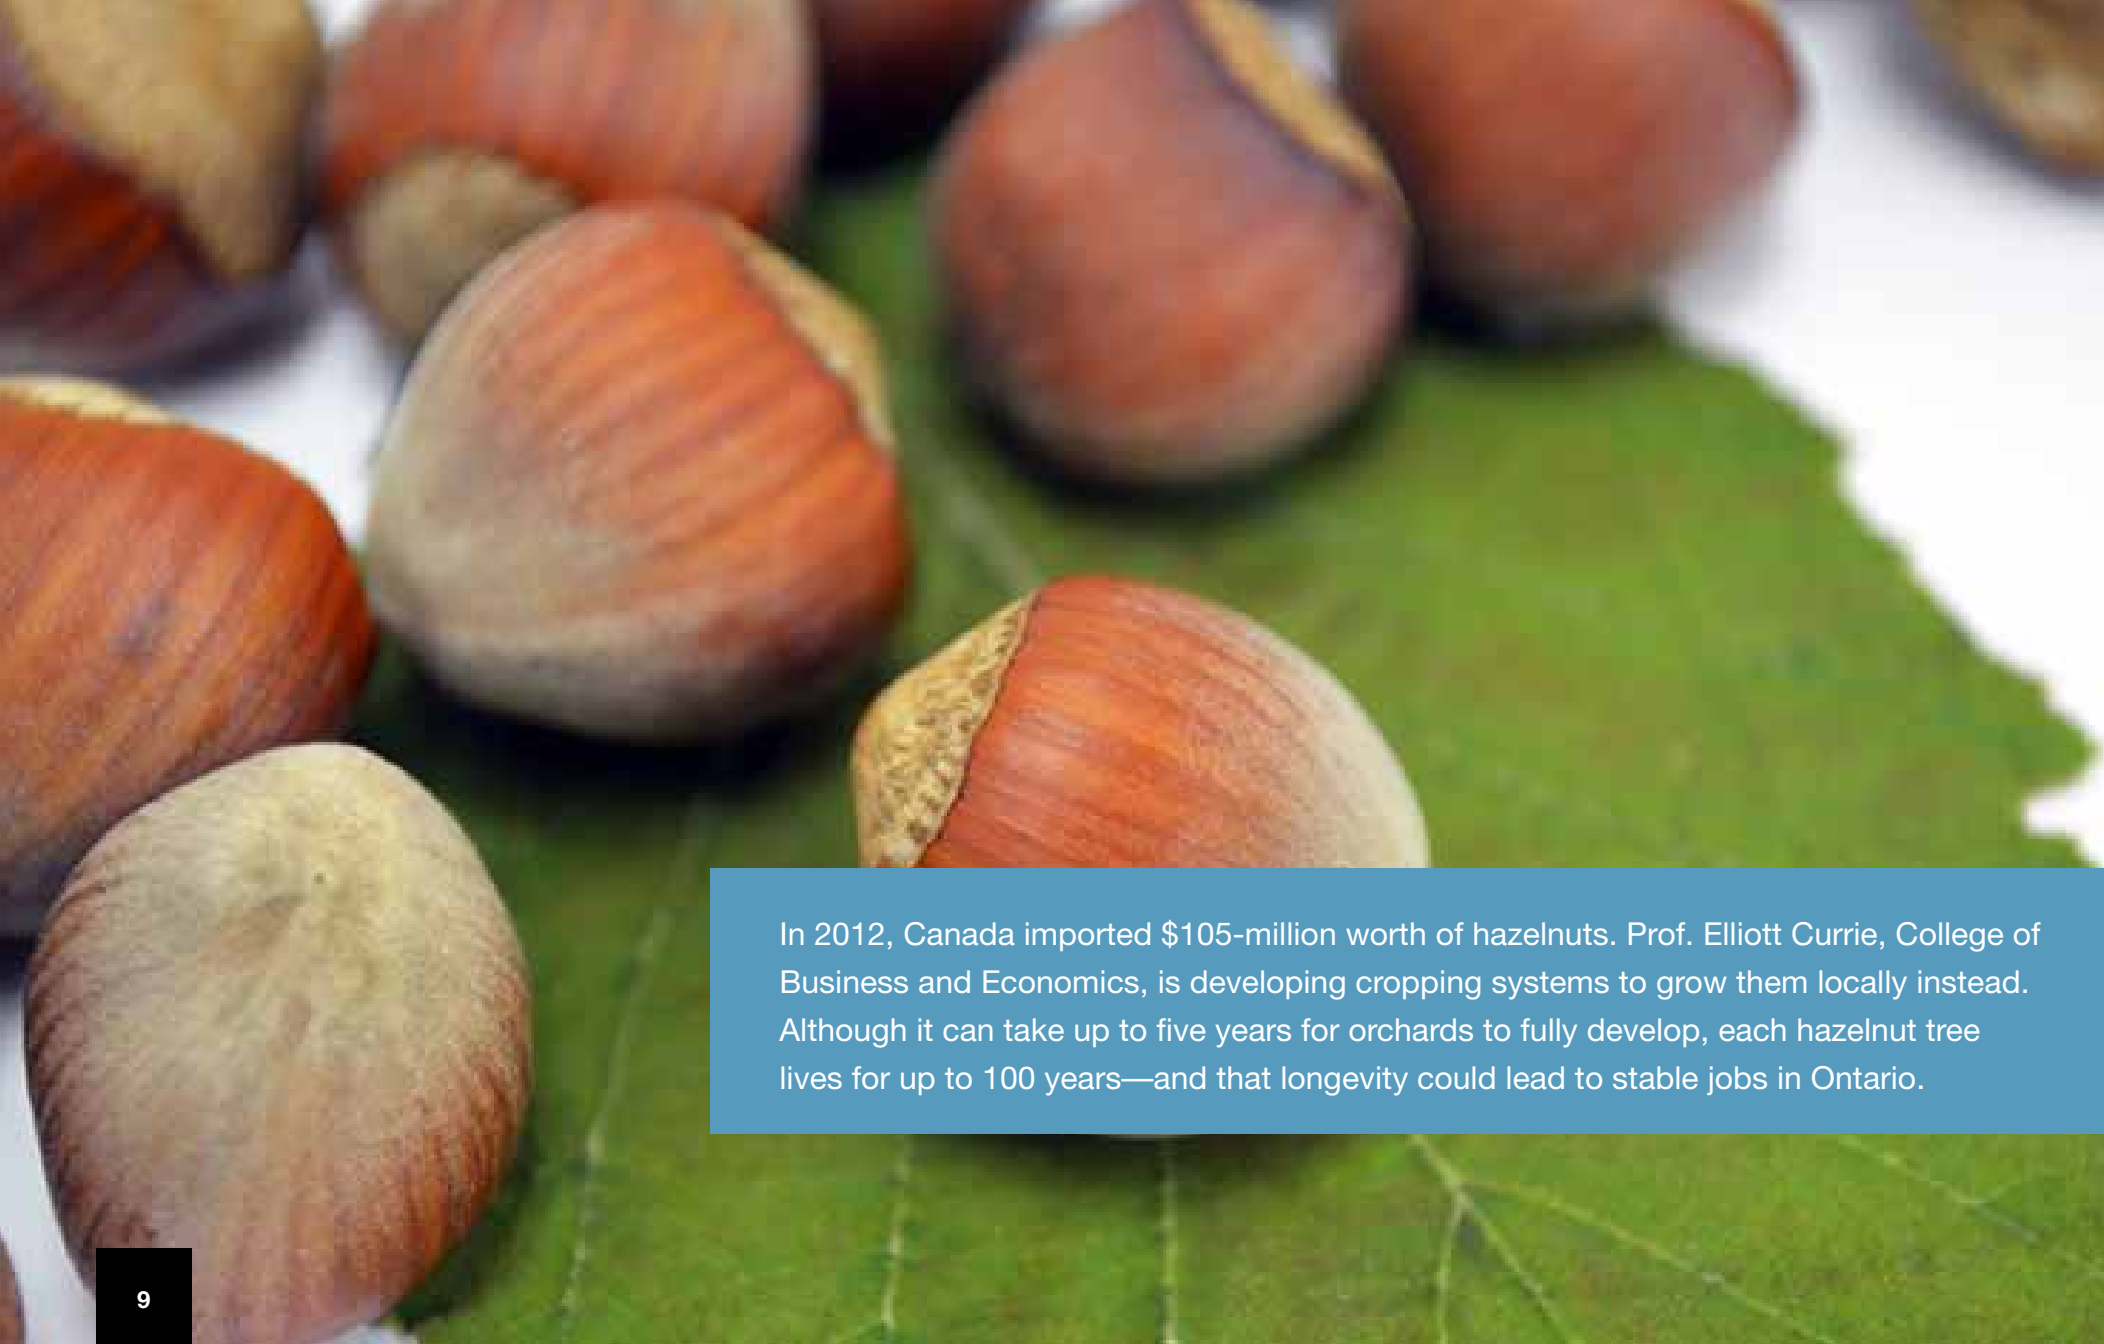 In 2012, Canada imported $105-million worth of hazelnuts. Prof. Elliott Currie, College of
Business and Economics, is developing cropping systems to grow them locally instead.
Although it can take up to five years for orchards to fully develop, each hazelnut tree
lives for up to 100 years—and that longevity could lead to stable jobs in Ontario.
9